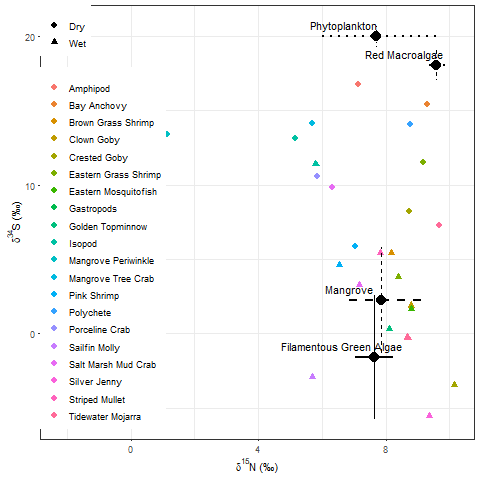 Dry
Wet
Amphipod
Bay Anchovy
Brown Grass Shrimp
Clown Goby
Crested Goby
Eastern Grass Shrimp
Eastern Mosquitofish
Gastropods
Golden Topminnow
Isopod
Mangrove Periwinkle
Mangrove Tree Crab
Pink Shrimp
Polychete
Porceline Crab
Sailfin Molly
Salt Marsh Mud Crab
Silver Jenny
Striped Mullet
Tidewater Mojarra
Phytoplankton
Red Macroalgae
Mangrove
Filamentous Green Algae
20
10
0
δ³⁴S (‰)
0 4 8
δ¹⁵N (‰)